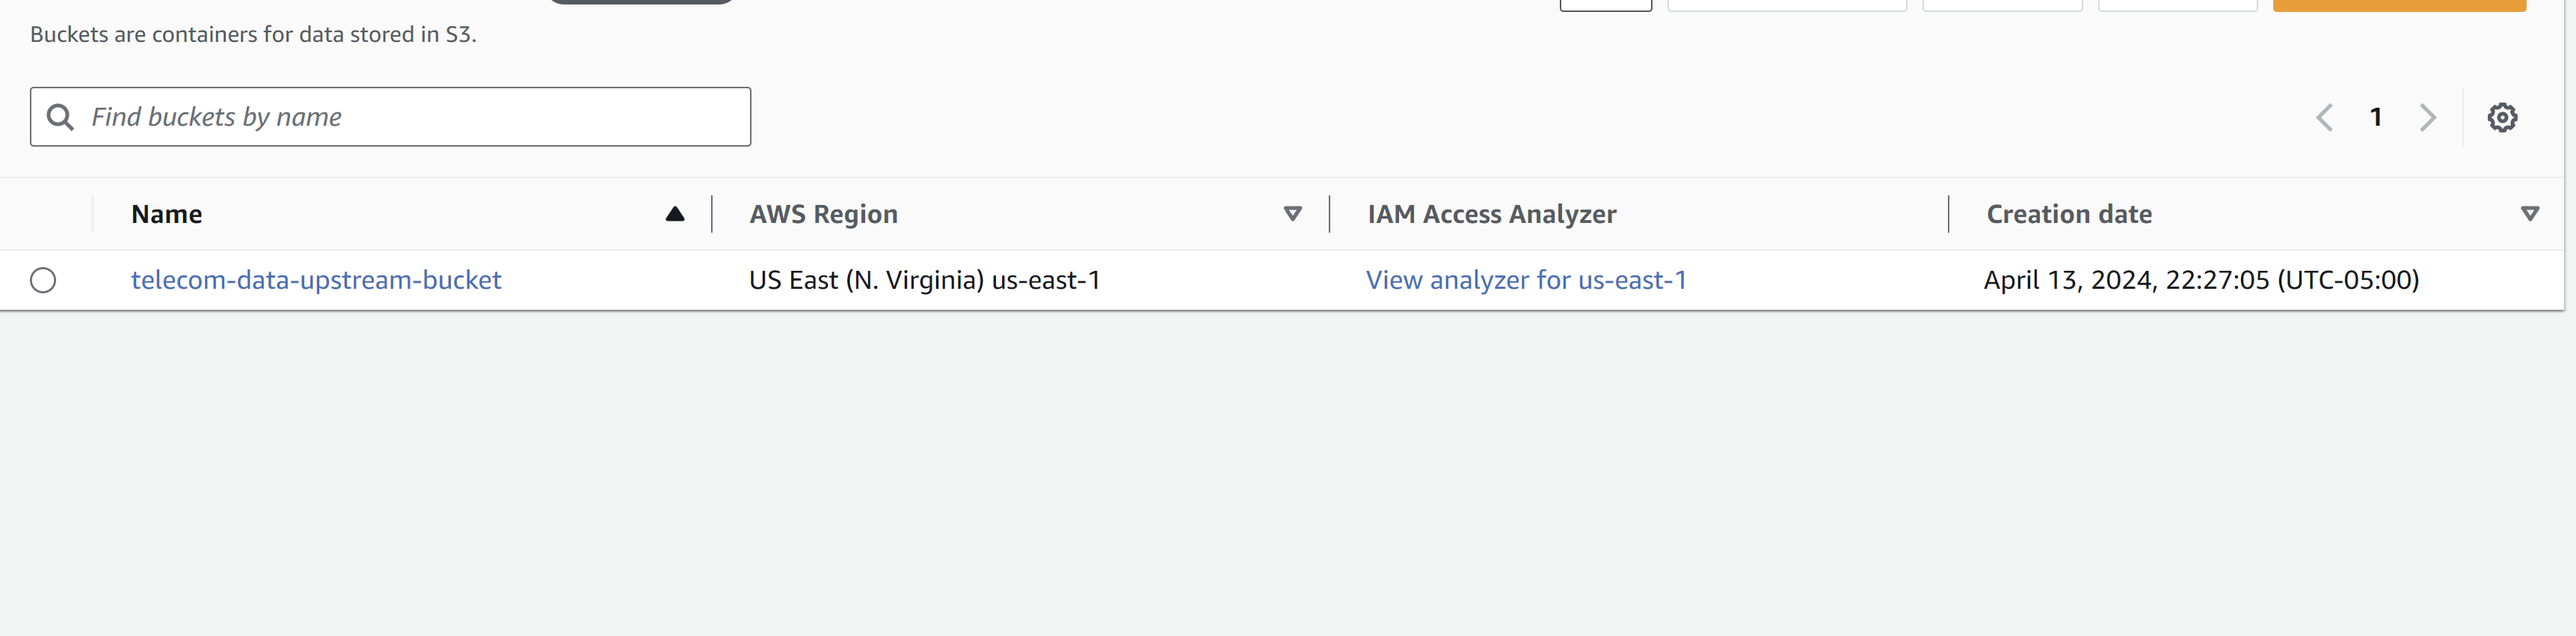 Buckets are containers for data stored in S3.
Find buckets by name
1
Name AWS Region IAM Access Analyzer Creation date
telecom-data-upstream-bucket US East (N. Virginia) us-east-1 View analyzer for us-east-1 April 13, 2024, 22:27:05 (UTC-05:00)